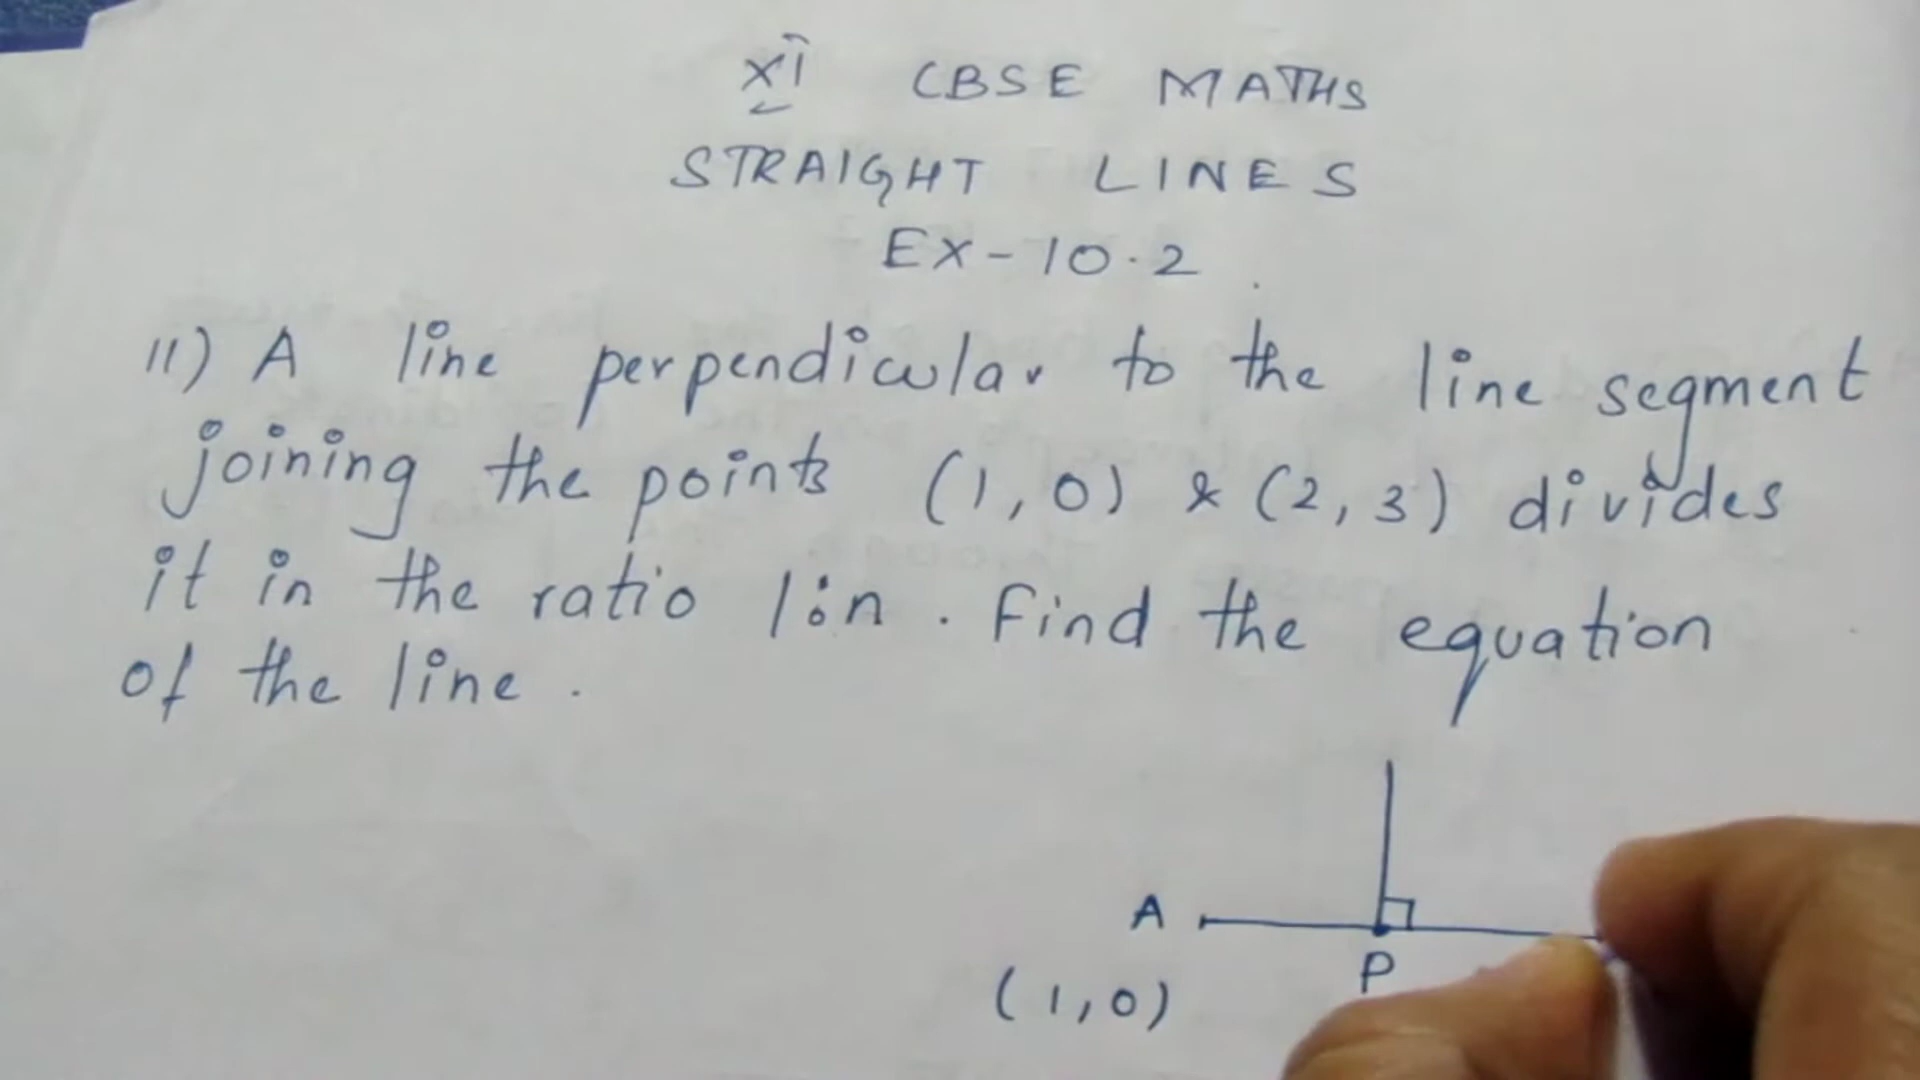 XI CBSE MATHS
STRAIGHT LINES
EX-10.2
11) A line perpendicular to the line segment
joining the points (1,0) & (2,3) divides
it in the ratio 1:n. Find the equation
of the line.
A
P
(1,0)